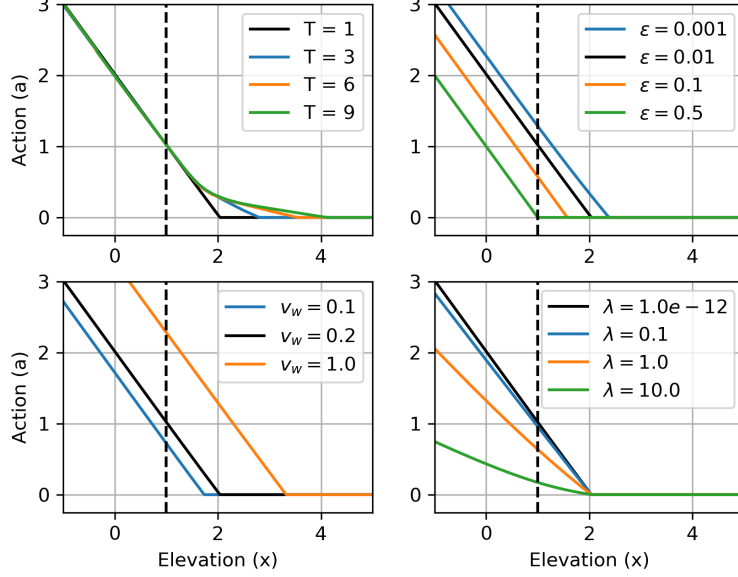 3
2
1
0
Action (a)
0
2
4
T = 1
T = 3
T = 6
T = 9
3
2
1
0
0
2
4
ε = 0.001
ε = 0.01
ε = 0.1
ε = 0.5
3
2
1
0
Action (a)
0
2
4
Elevation (x)
v_w = 0.1
v_w = 0.2
v_w = 1.0
3
2
1
0
0
2
4
Elevation (x)
λ = 1.0e − 12
λ = 0.1
λ = 1.0
λ = 10.0